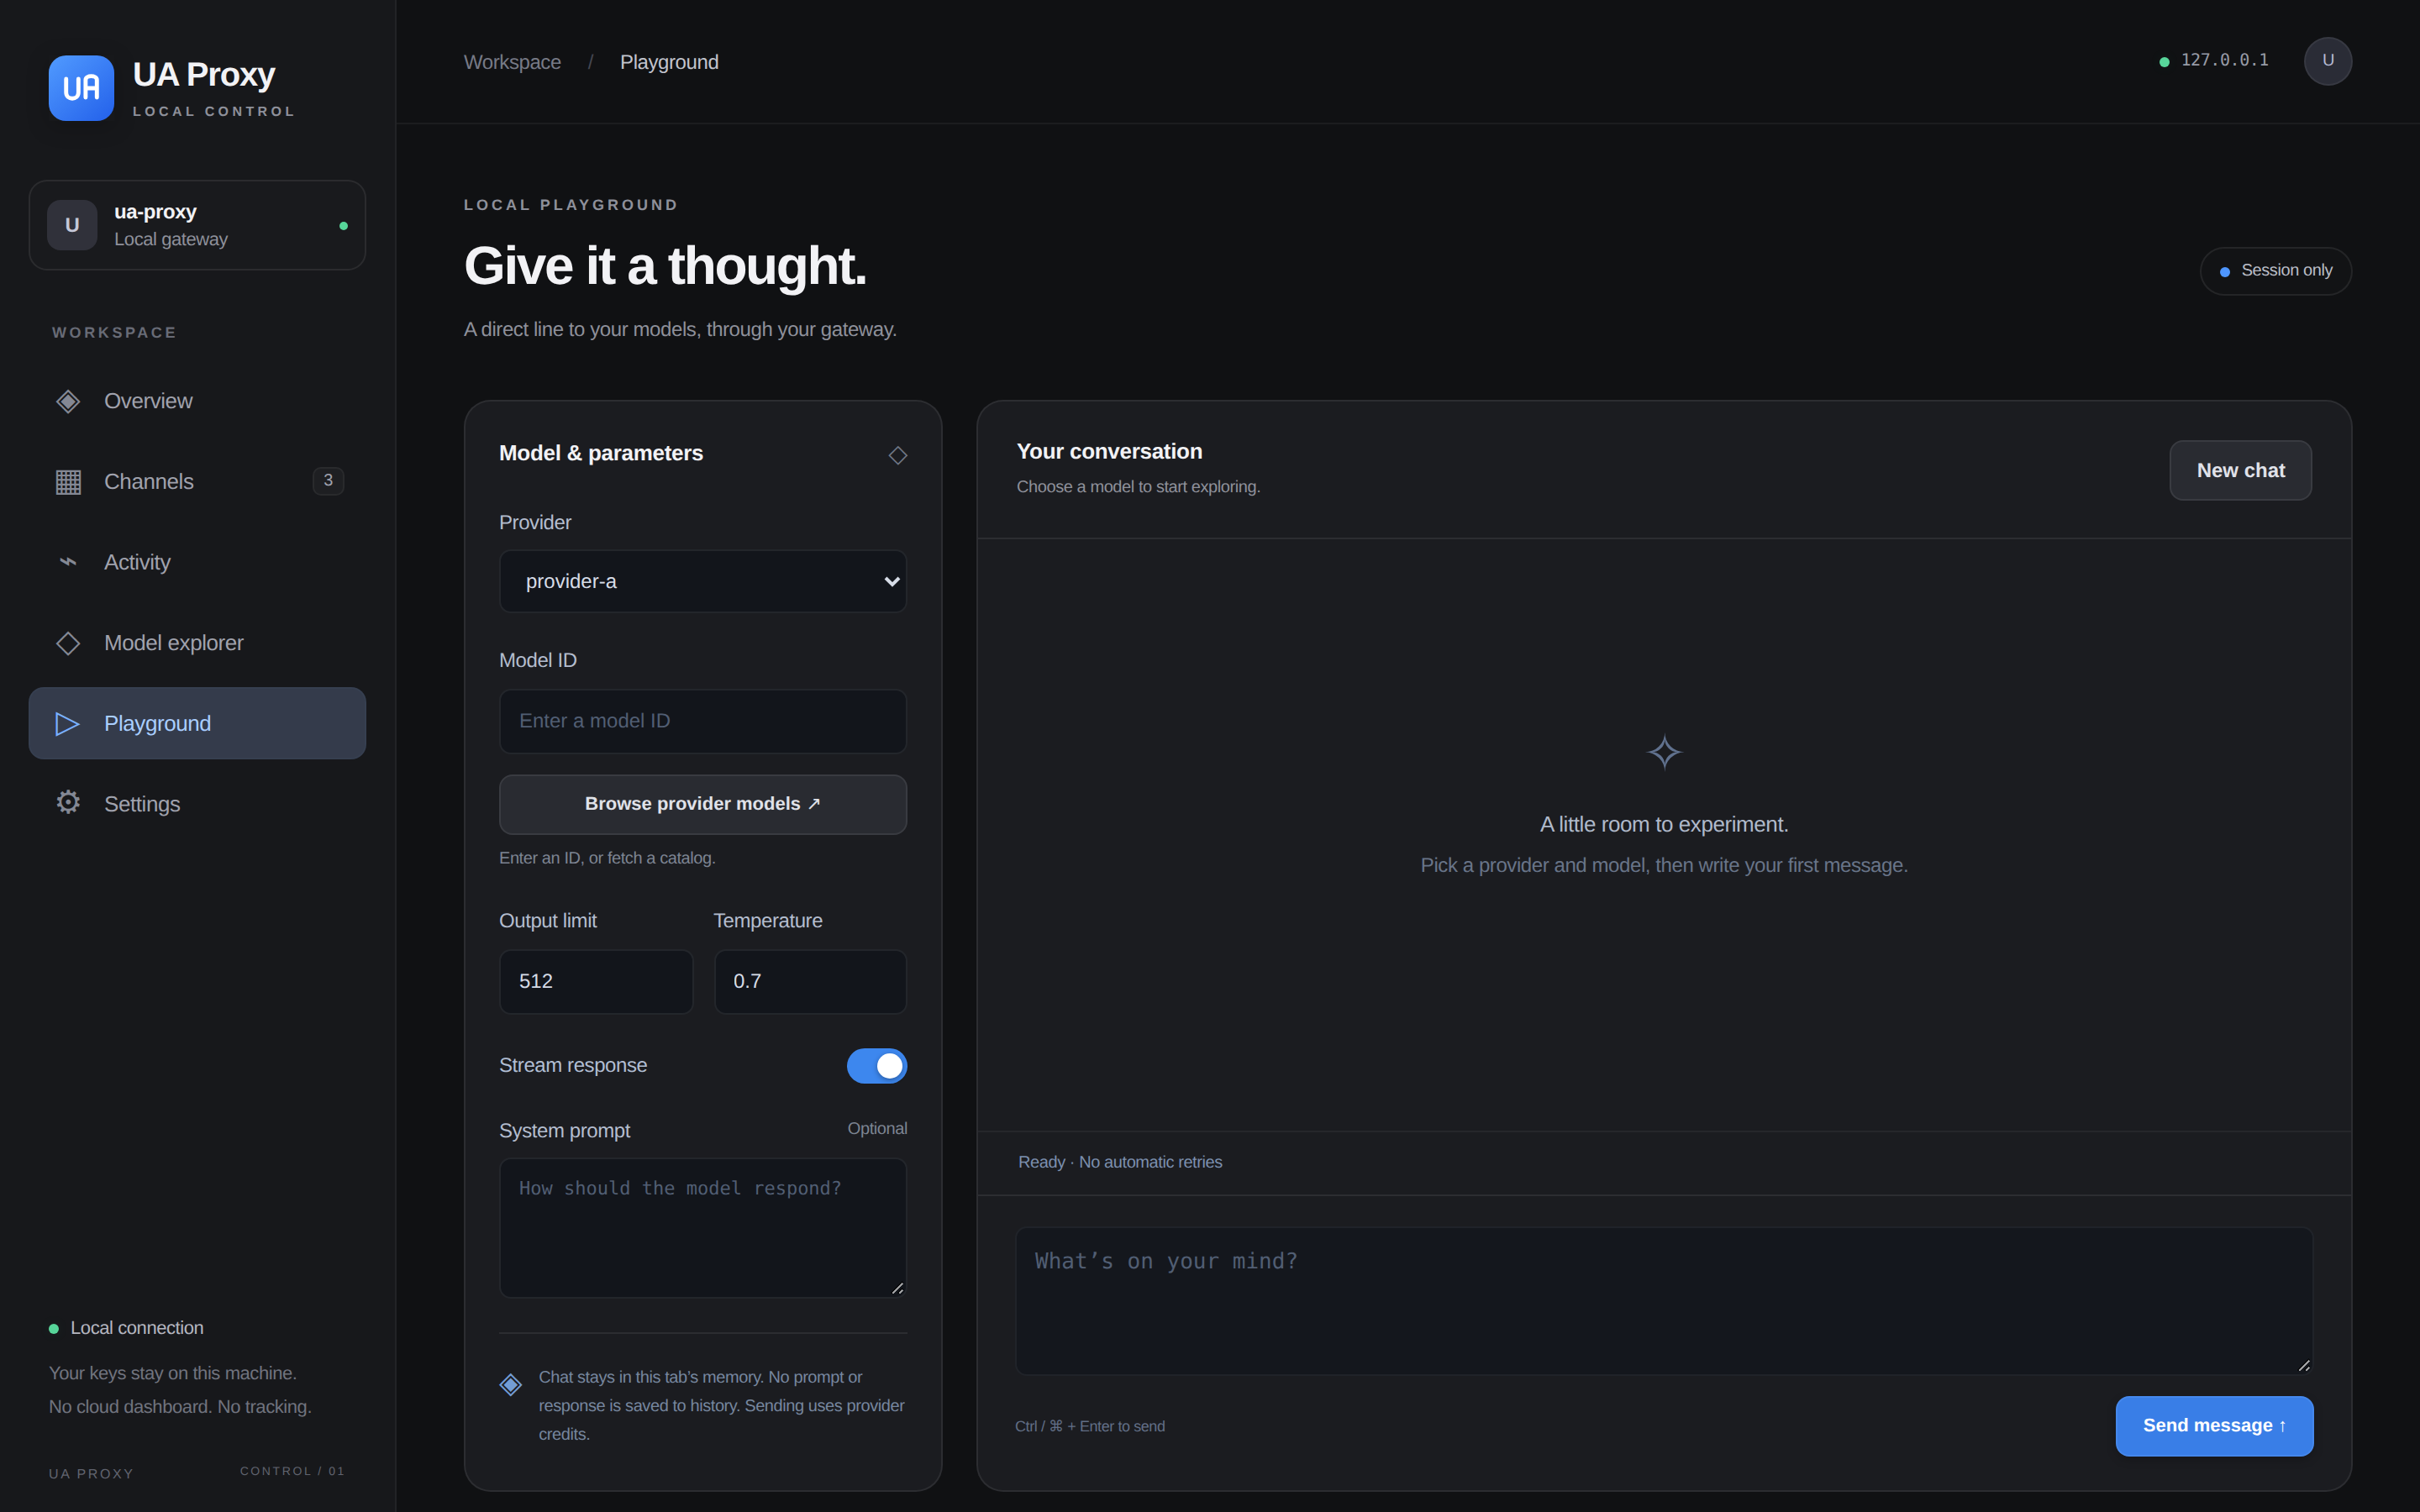 UA
UA Proxy
LOCAL CONTROL
U
ua-proxy
Local gateway
WORKSPACE
Overview
Channels
3
Activity
Model explorer
Playground
Settings
Local connection
Your keys stay on this machine.
No cloud dashboard. No tracking.
UA PROXY
CONTROL / 01
Workspace / Playground
127.0.0.1
U
LOCAL PLAYGROUND
Give it a thought.
A direct line to your models, through your gateway.
Session only
Model & parameters
Provider
provider-a
Model ID
Enter a model ID
Browse provider models ↗
Enter an ID, or fetch a catalog.
Output limit
Temperature
512
0.7
Stream response
System prompt
Optional
How should the model respond?
Chat stays in this tab's memory. No prompt or
response is saved to history. Sending uses provider
credits.
Your conversation
Choose a model to start exploring.
New chat
A little room to experiment.
Pick a provider and model, then write your first message.
Ready · No automatic retries
What’s on your mind?
Ctrl / ⌘ + Enter to send
Send message ↑